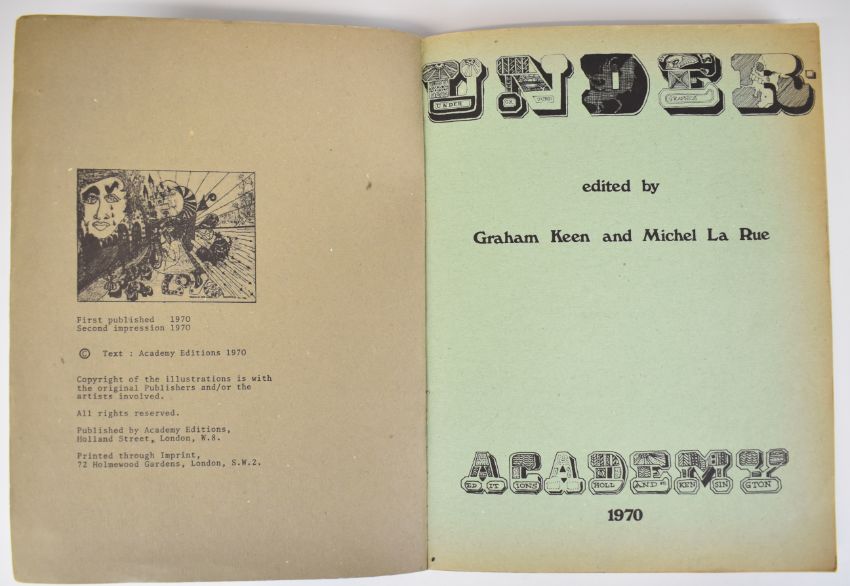 First published 1970
Second impression 1970
© Text : Academy Editions 1970
Copyright of the illustrations is with
the original Publishers and/or the
artists involved.
All rights reserved.
Published by Academy Editions,
Holland Street, London, W.8.
Printed through Imprint,
72 Holmewood Gardens, London, S.W.2.
UNDER
UNDER GR OUND GRAPHICS
edited by
Graham Keen and Michel La Rue
ACADEMY
ED IT IONS HOLL AND ST KEN SIN GTON
1970